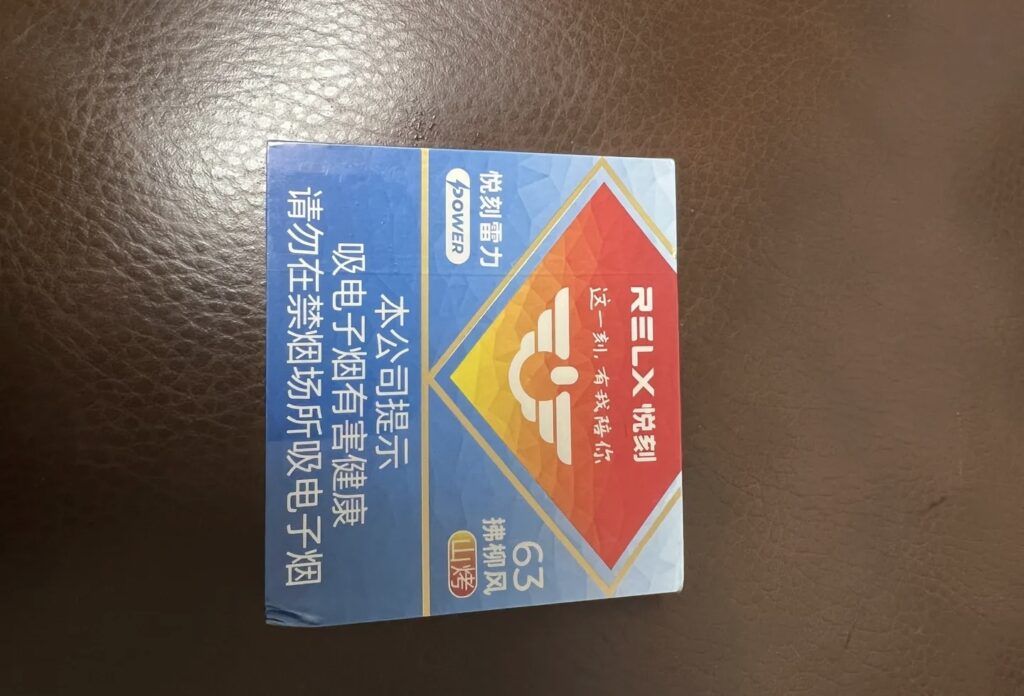 RELX 悦刻
这一刻，有我陪你
悦刻雷力
POWER
63
拂柳风
山烤
本公司提示
吸电子烟有害健康
请勿在禁烟场所吸电子烟